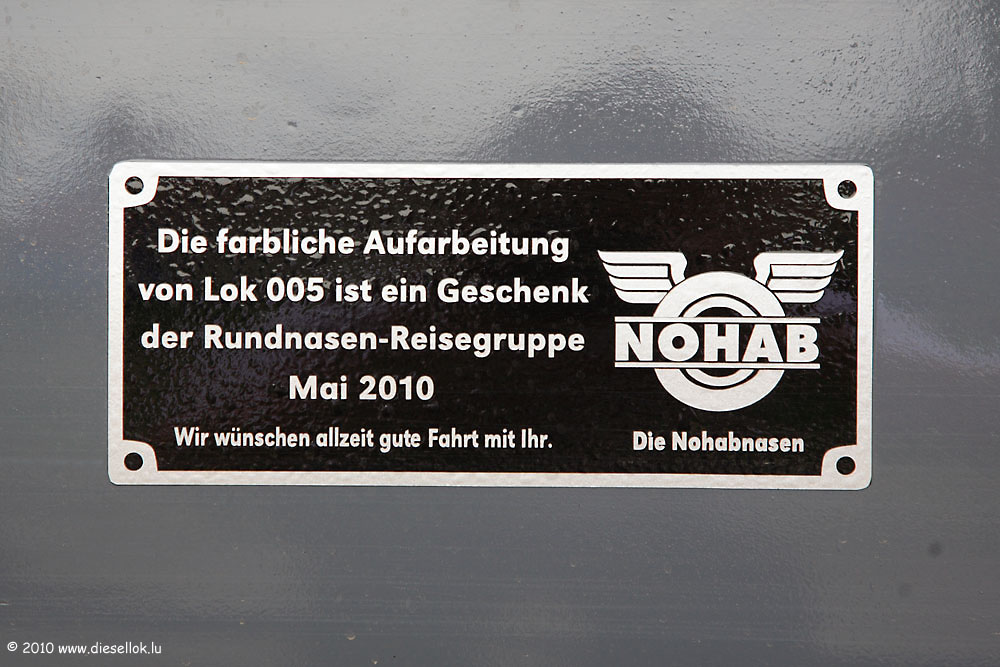 Die farbliche Aufarbeitung
von Lok 005 ist ein Geschenk
der Rundnasen-Reisegruppe
Mai 2010
Wir wünschen allzeit gute Fahrt mit Ihr.
NOHAB
Die Nohabnasen
© 2010 www.diesellok.lu